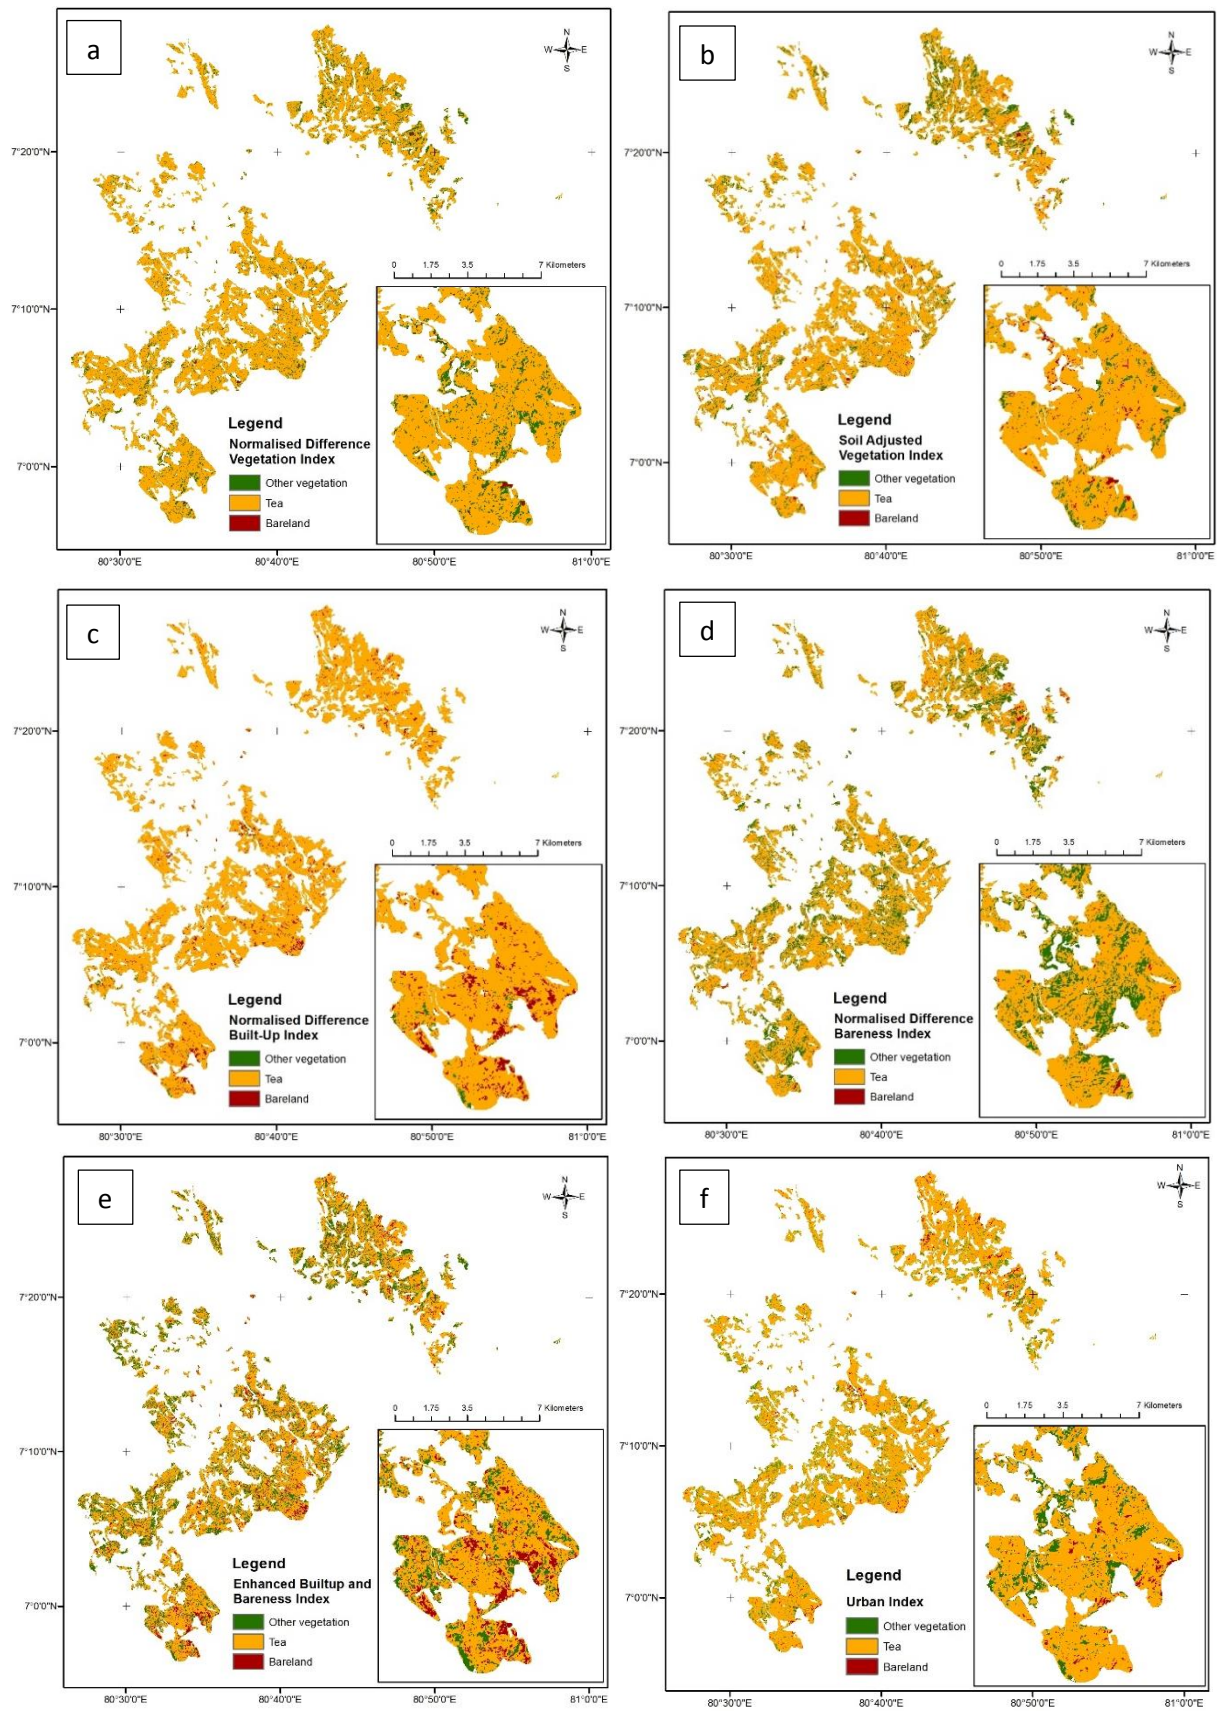 a
N
W E
S
7°20'0"N
7°10'0"N
7°0'0"N
0 1.75 3.5 7 Kilometers
Legend
Normalised Difference
Vegetation Index
Other vegetation
Tea
Bareland
80°30'0"E 80°40'0"E 80°50'0"E 81°0'0"E
b
N
W E
S
7°20'0"N
7°10'0"N
7°0'0"N
0 1.75 3.5 7 Kilometers
Legend
Soil Adjusted
Vegetation Index
Other vegetation
Tea
Bareland
80°30'0"E 80°40'0"E 80°50'0"E 81°0'0"E
c
N
W E
S
7°20'0"N
7°10'0"N
7°0'0"N
0 1.75 3.5 7 Kilometers
Legend
Normalised Difference
Built-Up Index
Other vegetation
Tea
Bareland
80°30'0"E 80°40'0"E 80°50'0"E 81°0'0"E
d
N
W E
S
7°20'0"N
7°10'0"N
7°0'0"N
0 1.75 3.5 7 Kilometers
Legend
Normalised Difference
Bareness Index
Other vegetation
Tea
Bareland
80°30'0"E 80°40'0"E 80°50'0"E 81°0'0"E
e
N
W E
S
7°20'0"N
7°10'0"N
7°0'0"N
0 1.75 3.5 7 Kilometers
Legend
Enhanced Builtup and
Bareness Index
Other vegetation
Tea
Bareland
80°30'0"E 80°40'0"E 80°50'0"E 81°0'0"E
f
N
W E
S
7°20'0"N
7°10'0"N
7°0'0"N
0 1.75 3.5 7 Kilometers
Legend
Urban Index
Other vegetation
Tea
Bareland
80°30'0"E 80°40'0"E 80°50'0"E 81°0'0"E